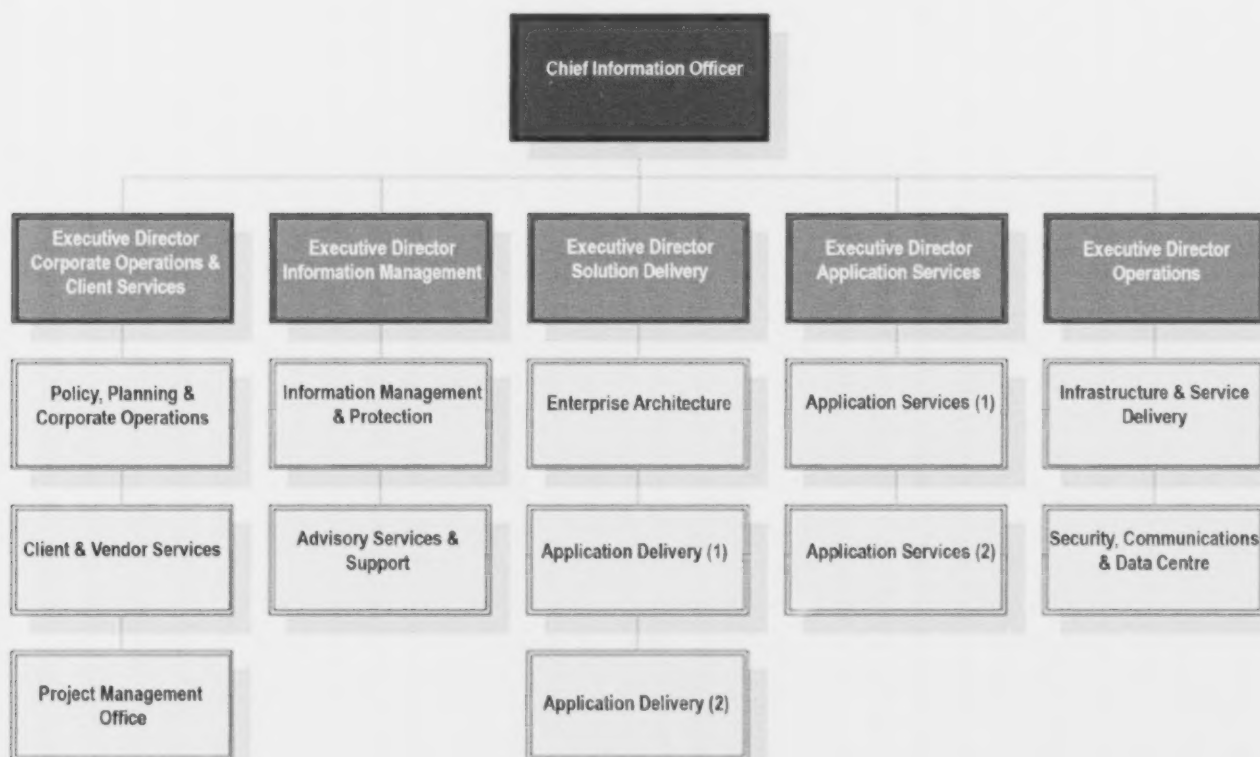 Chief Information Officer
Executive Director
Corporate Operations &
Client Services
Executive Director
Information Management
Executive Director
Solution Delivery
Executive Director
Application Services
Executive Director
Operations
Policy, Planning &
Corporate Operations
Information Management
& Protection
Enterprise Architecture
Application Services (1)
Infrastructure & Service
Delivery
Client & Vendor Services
Advisory Services &
Support
Application Delivery (1)
Application Services (2)
Security, Communications
& Data Centre
Project Management
Office
Application Delivery (2)